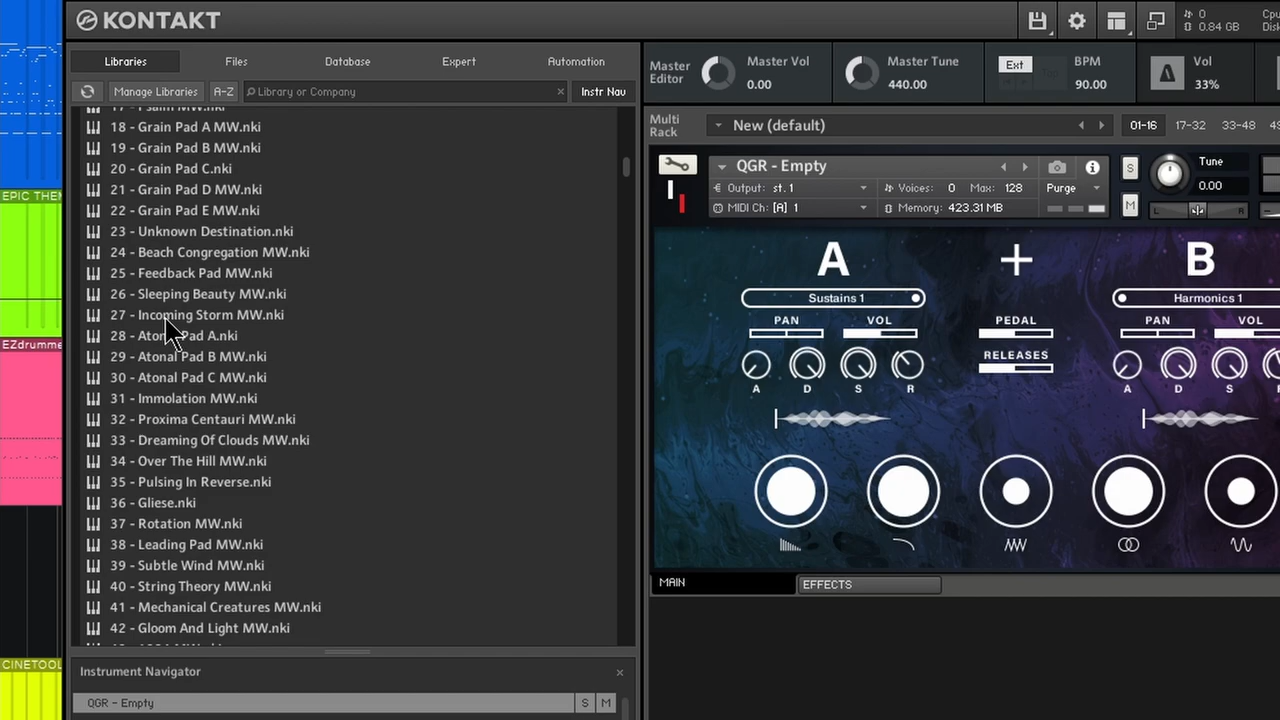 KONTAKT
0
0.84 GB
Cpu
Disk
Libraries
Files
Database
Expert
Automation
Manage Libraries
A-Z
Library or Company
×
Instr Nav
Master Editor
Master Vol
0.00
Master Tune
440.00
Ext
Tap
BPM
90.00
Vol
33%
Multi Rack
New (default)
01-16
17-32
33-48
17 - Psalm MW.nki
18 - Grain Pad A MW.nki
19 - Grain Pad B MW.nki
20 - Grain Pad C.nki
21 - Grain Pad D MW.nki
22 - Grain Pad E MW.nki
23 - Unknown Destination.nki
24 - Beach Congregation MW.nki
25 - Feedback Pad MW.nki
26 - Sleeping Beauty MW.nki
27 - Incoming Storm MW.nki
28 - Atonal Pad A.nki
29 - Atonal Pad B MW.nki
30 - Atonal Pad C MW.nki
31 - Immolation MW.nki
32 - Proxima Centauri MW.nki
33 - Dreaming Of Clouds MW.nki
34 - Over The Hill MW.nki
35 - Pulsing In Reverse.nki
36 - Gliese.nki
37 - Rotation MW.nki
38 - Leading Pad MW.nki
39 - Subtle Wind MW.nki
40 - String Theory MW.nki
41 - Mechanical Creatures MW.nki
42 - Gloom And Light MW.nki
Instrument Navigator
×
QGR - Empty
S
M
QGR - Empty
Output: st. 1
Voices: 0 Max: 128
Purge
MIDI Ch: [A] 1
Memory: 423.31 MB
S
M
Tune
0.00
L
R
A
+
B
Sustains 1
Harmonics 1
PAN
VOL
PEDAL
RELEASES
PAN
VOL
A
D
S
R
A
D
S
MAIN
EFFECTS
EPIC THEM
EZdrumme
CINETOOL